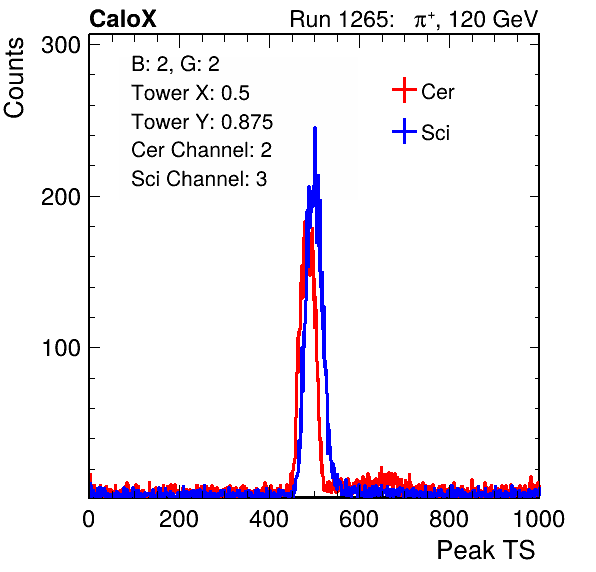 CaloX Run 1265: π⁺, 120 GeV
Counts
300
200
100
B: 2, G: 2
Tower X: 0.5
Tower Y: 0.875
Cer Channel: 2
Sci Channel: 3
Cer
Sci
0 200 400 600 800 1000
Peak TS